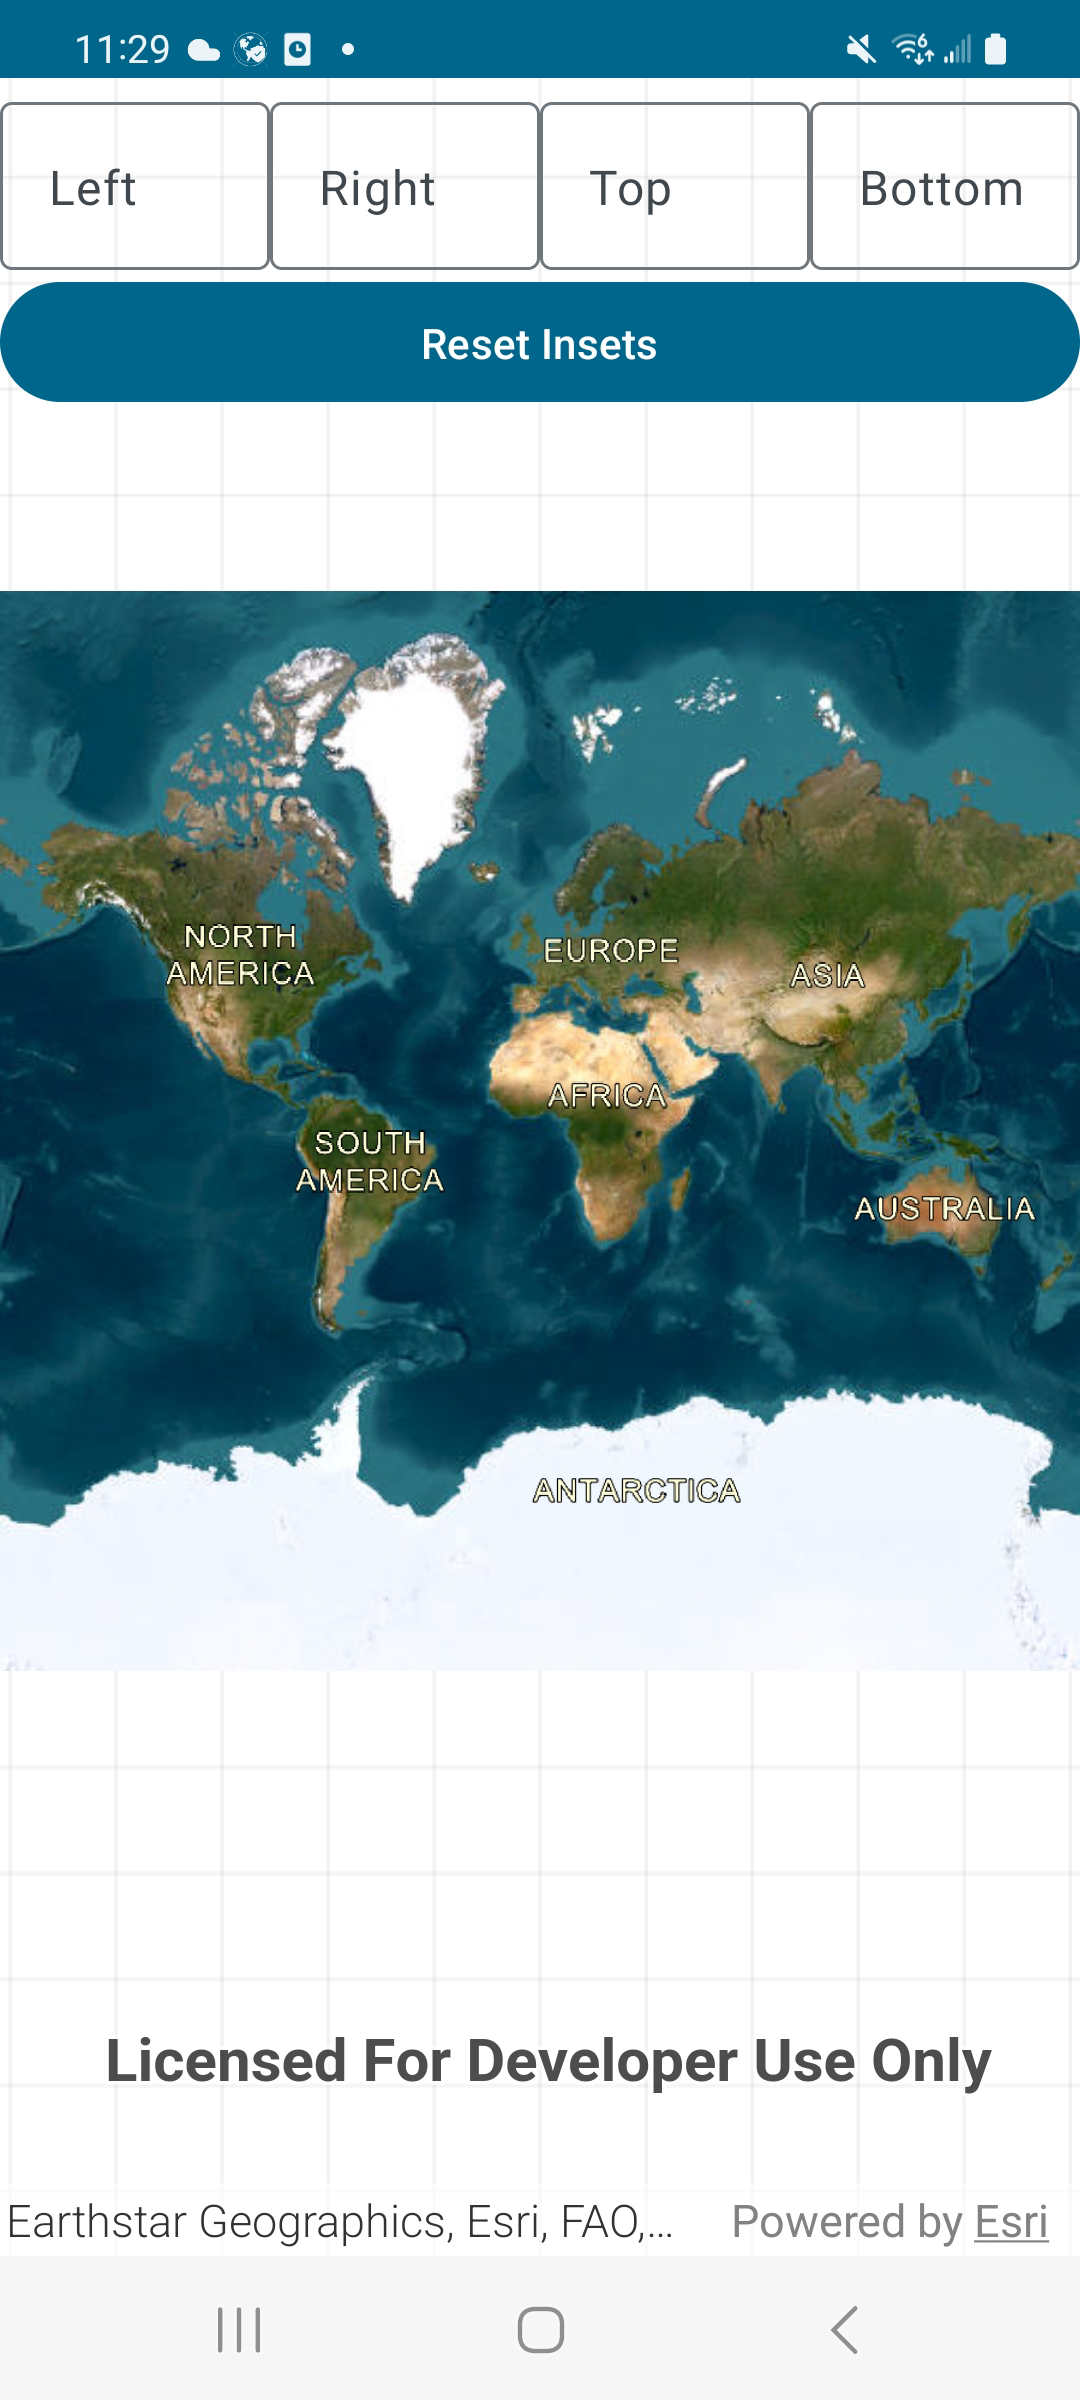 11:29
6
Left Right Top Bottom
Reset Insets
NORTH
AMERICA
EUROPE
ASIA
AFRICA
SOUTH
AMERICA
AUSTRALIA
ANTARCTICA
Licensed For Developer Use Only
Earthstar Geographics, Esri, FAO,... Powered by Esri